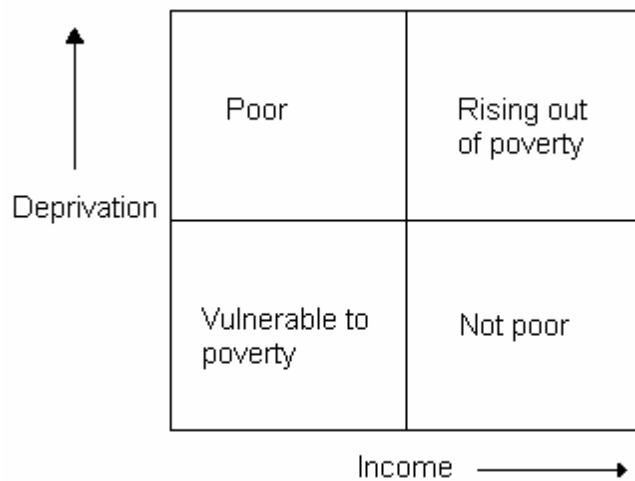 Poor
Rising out
of poverty
Deprivation
Vulnerable to
poverty
Not poor
Income